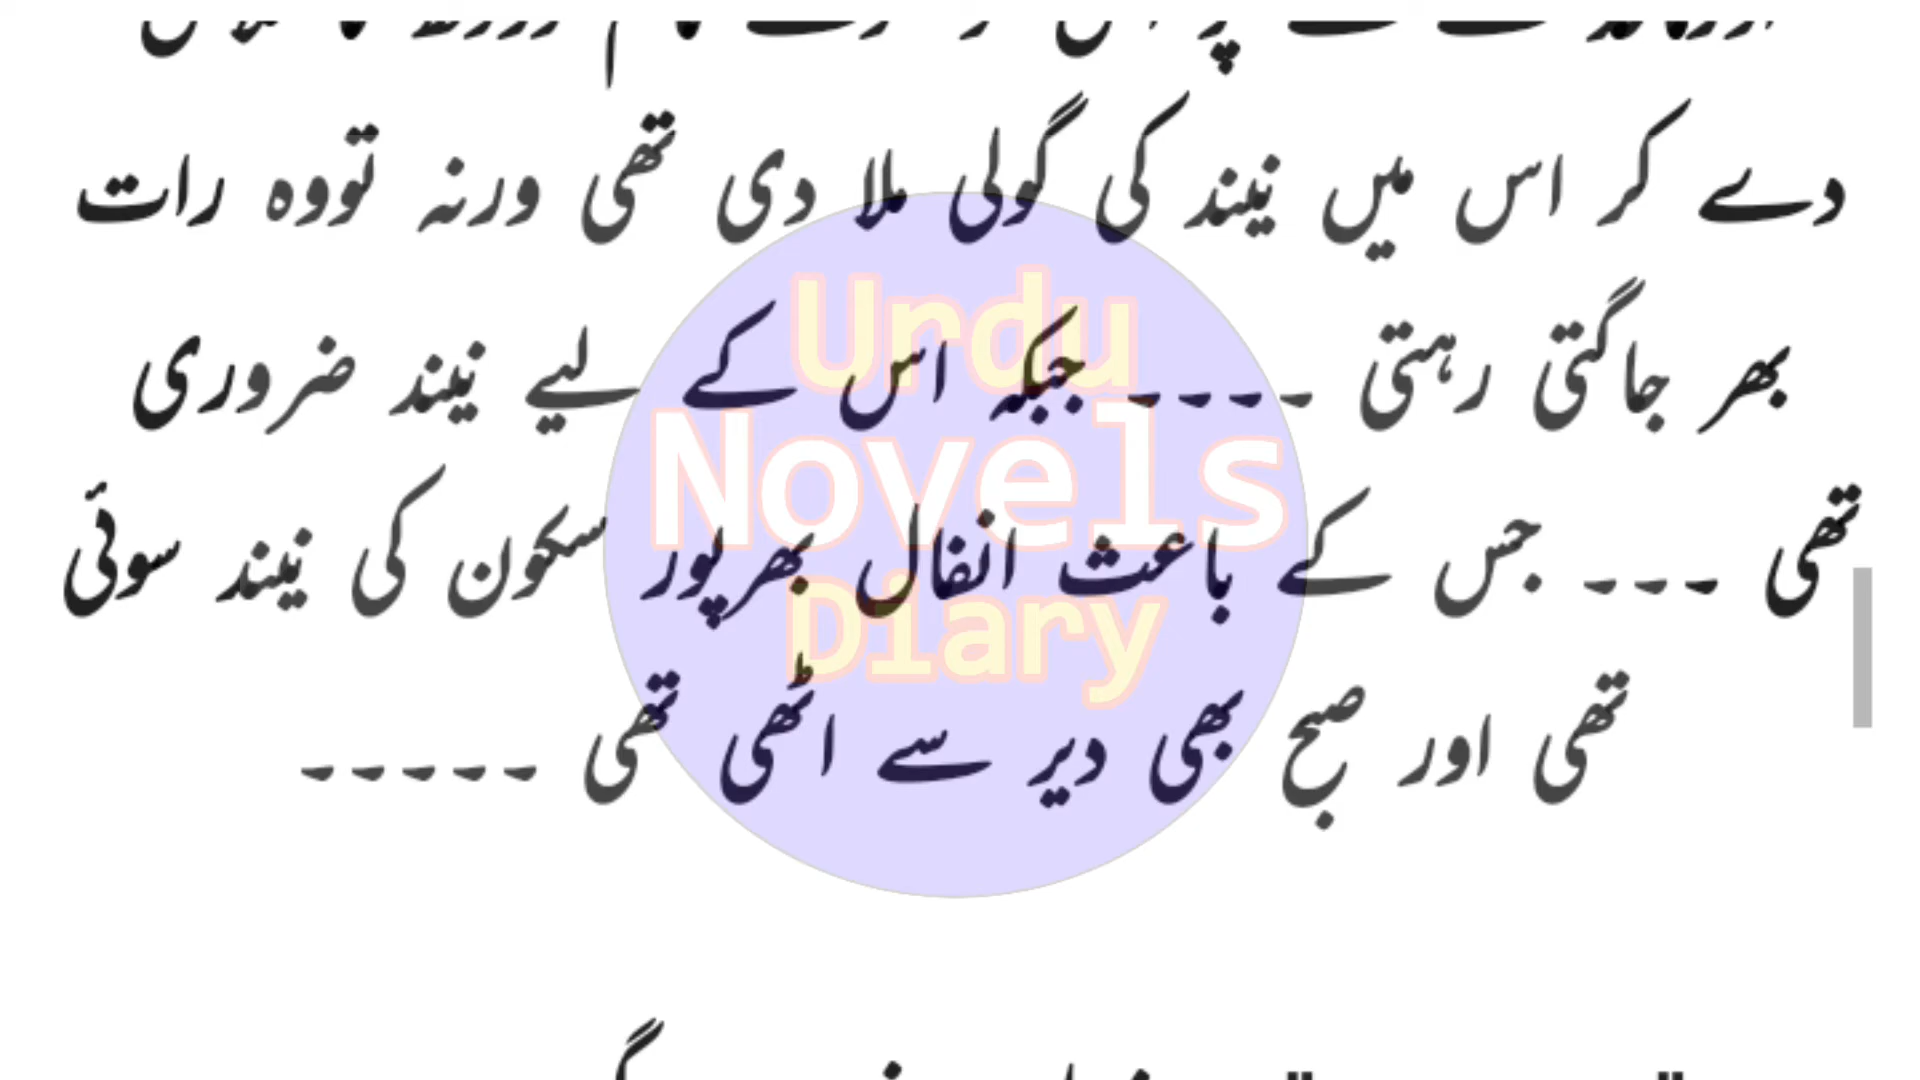 دے کر اس میں نیند کی گولی ملا دی تھی ورنہ تووہ رات
بھر جاگتی رہتی ۔۔۔۔ جبکہ اس کے لیے نیند ضروری
تھی ۔۔۔ جس کے باعث انفال بھرپور سکون کی نیند سوئی
تھی اور صبح بھی دیر سے اٹھی تھی ۔۔۔۔۔
Urdu
Novels
Diary